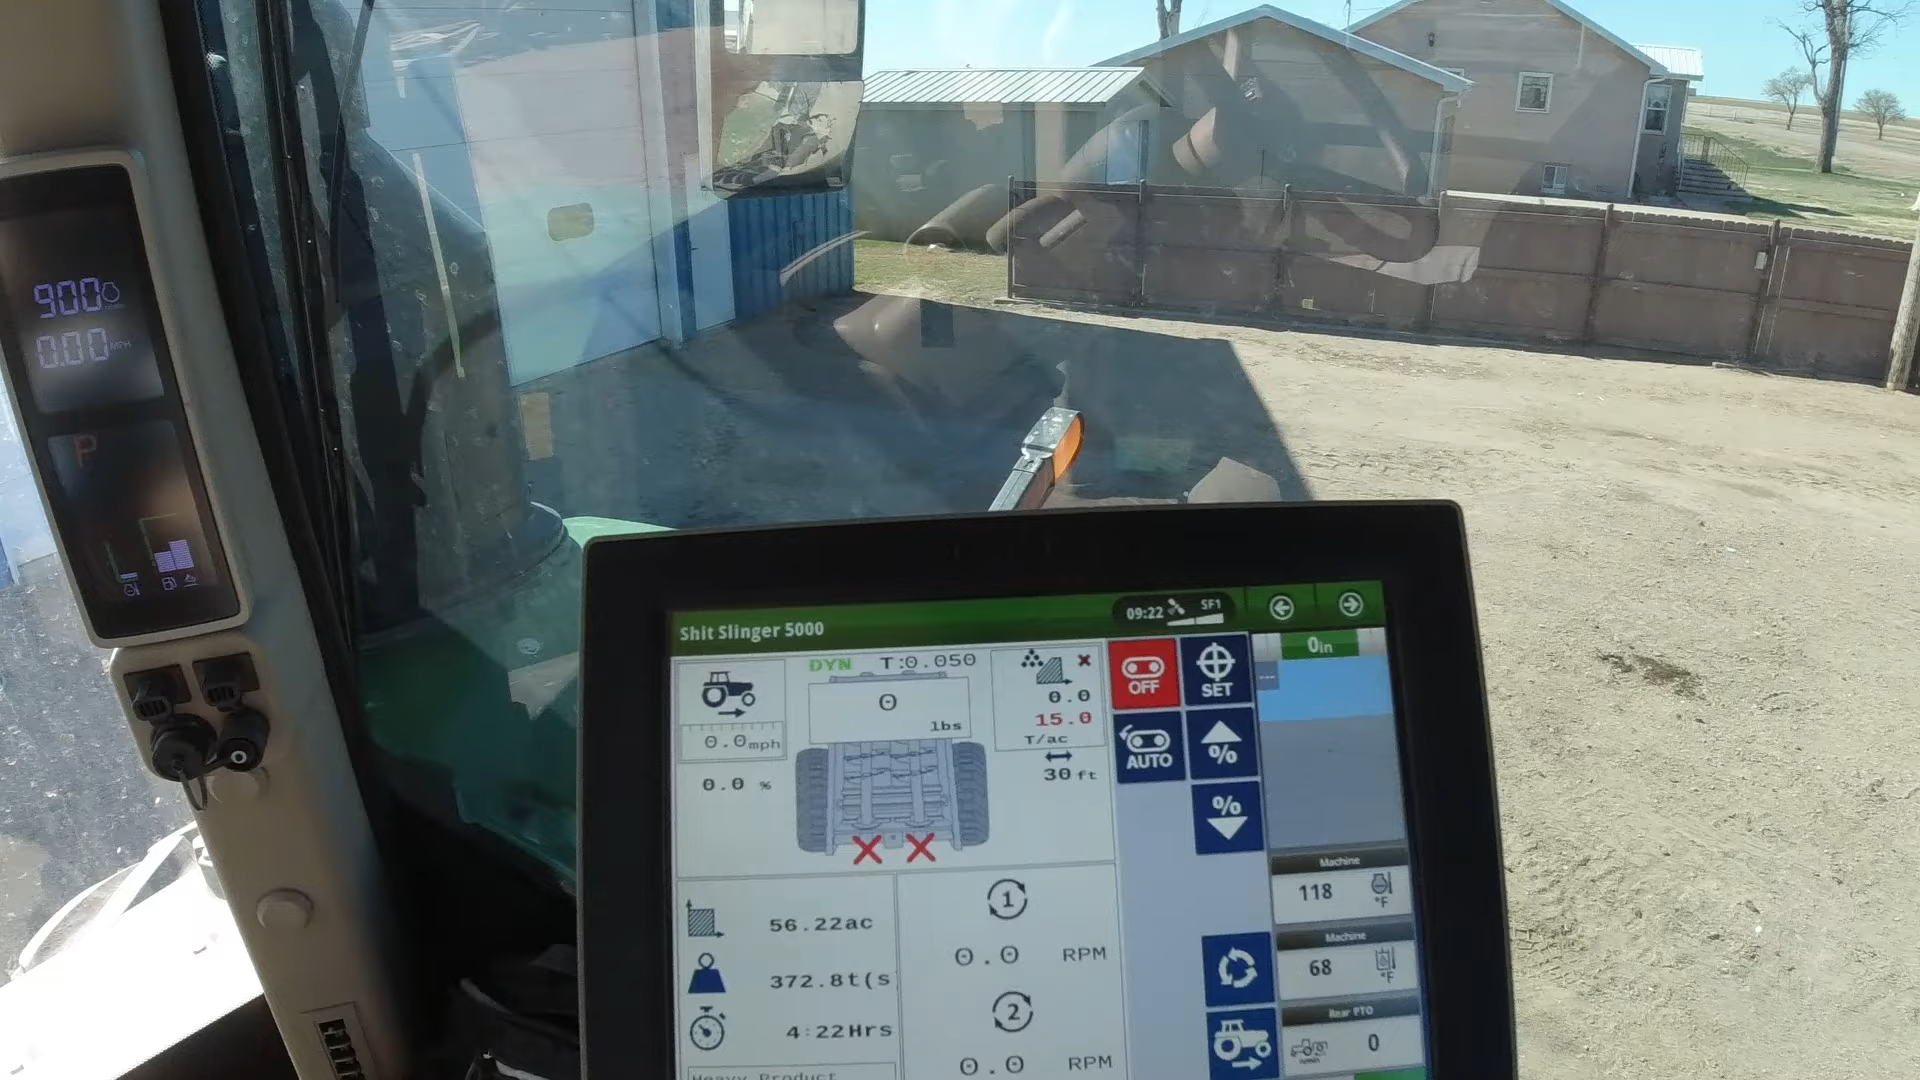 900
0.00 MPH
P
Shit Slinger 5000
09:22
SF1
DYN T:0.050
0
lbs
0.0mph
0.0 %
0.0
15.0
T/ac
30 ft
OFF
SET
AUTO
%
%
0in
---
56.22ac
372.8t(s
4:22Hrs
1
0.0 RPM
2
0.0 RPM
Machine
118
°F
Machine
68
°F
Rear PTO
0
Heavy Product